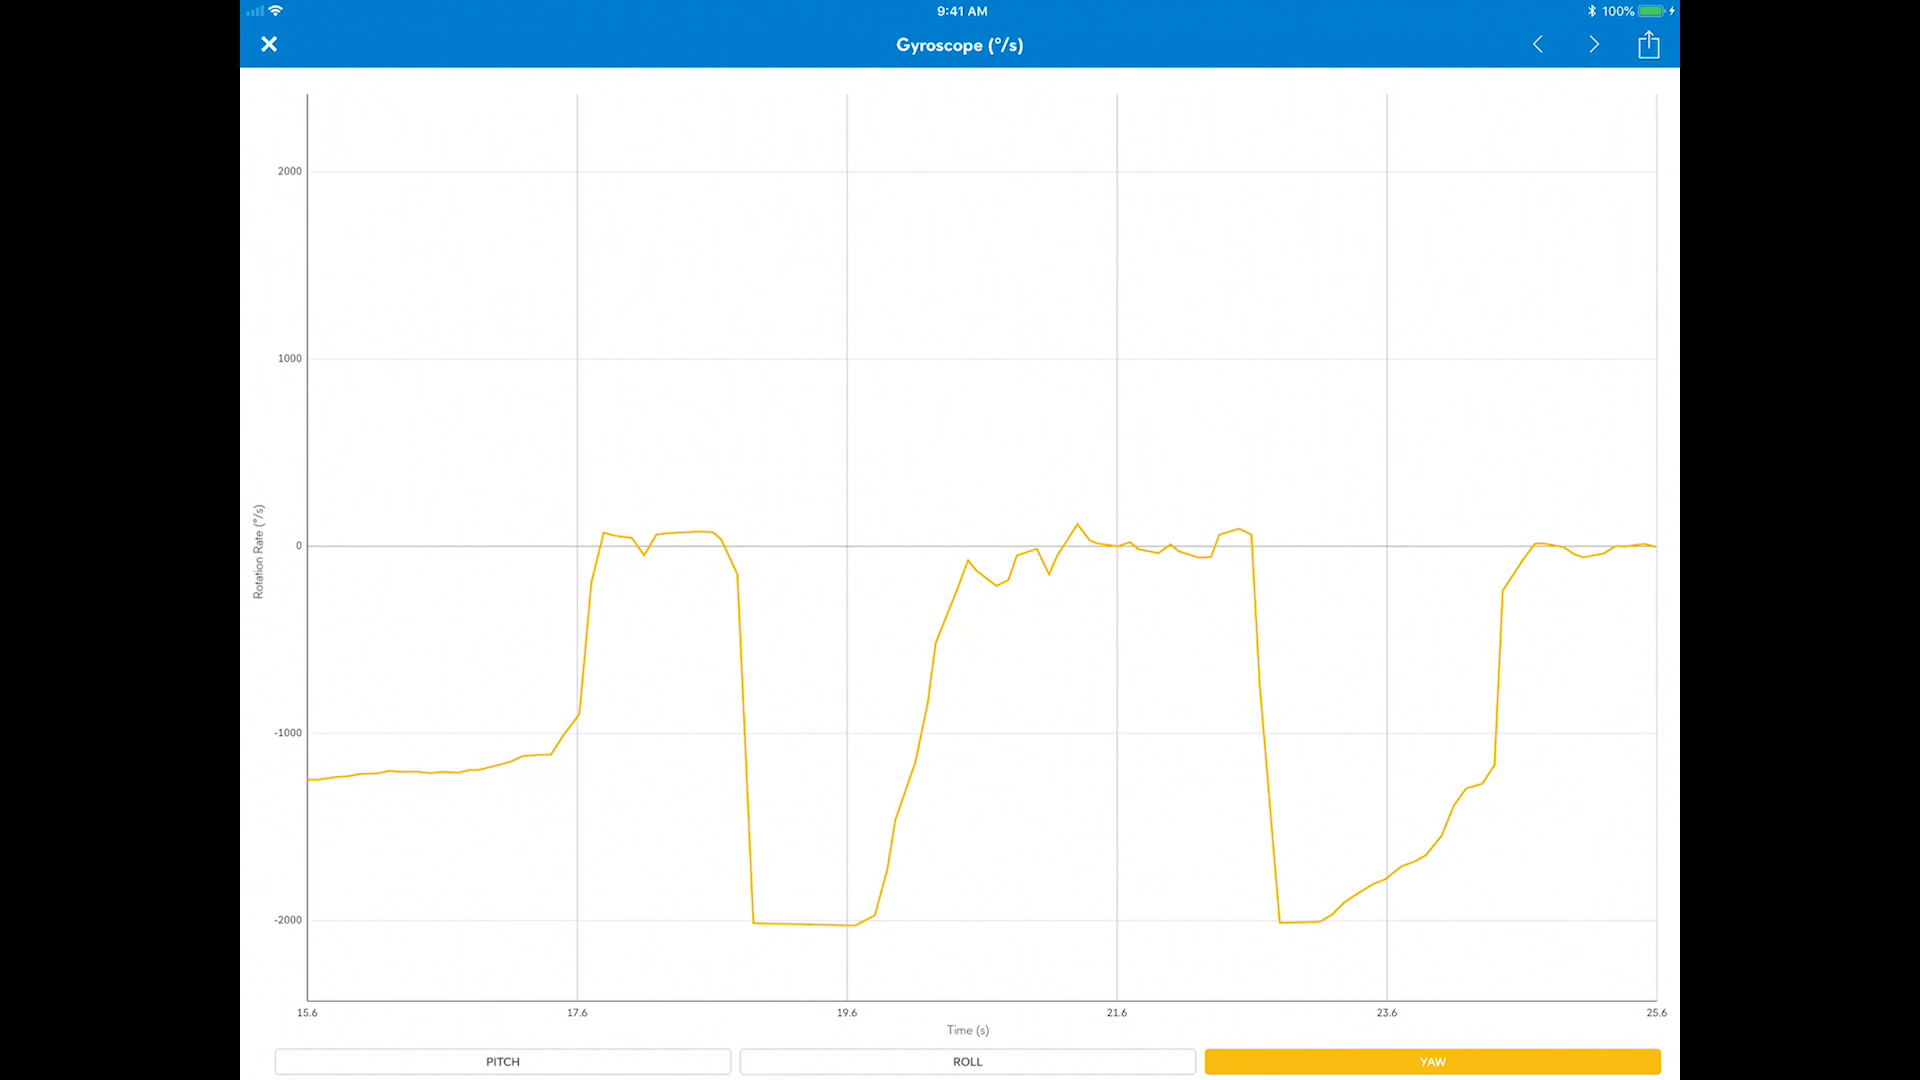 9:41 AM
100%
Gyroscope (°/s)
2000
1000
0
-1000
-2000
Rotation Rate (°/s)
15.6
17.6
19.6
21.6
23.6
25.6
Time (s)
PITCH
ROLL
YAW